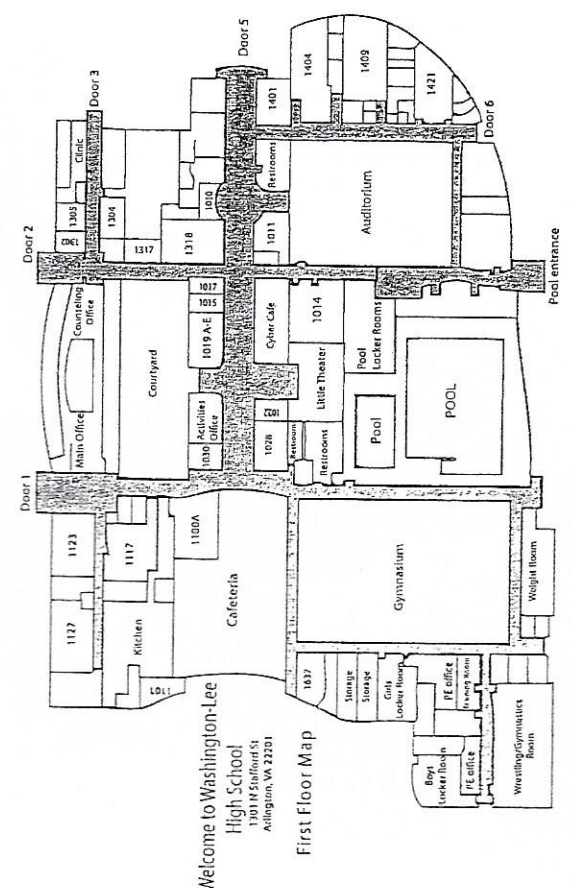 Welcome to Washington-Lee
High School
1301 N Stafford St
Arlington, VA 22201
First Floor Map
Door 1
Door 2
Door 3
Door 5
Door 6
Pool entrance
1127
1123
Main Office
Counseling
Office
1302
1305
Clinic
1101
Kitchen
1117
Courtyard
1304
1317
1318
1100A
Cafeteria
1030
Activities
Office
1019 A-E
1015
1017
1010
1028
1022
Cyber Cafe
1011
Restrooms
1401
1637
Storage
Storage
Girls
Locker Room
Gymnasium
Restroom
Restrooms
Little Theater
1014
Auditorium
1404
1409
1421
Pool
Pool
Locker Rooms
POOL
Boys
Locker Room
PE office
PE office
Training Room
Wrestling/Gymnastics
Room
Weight Room